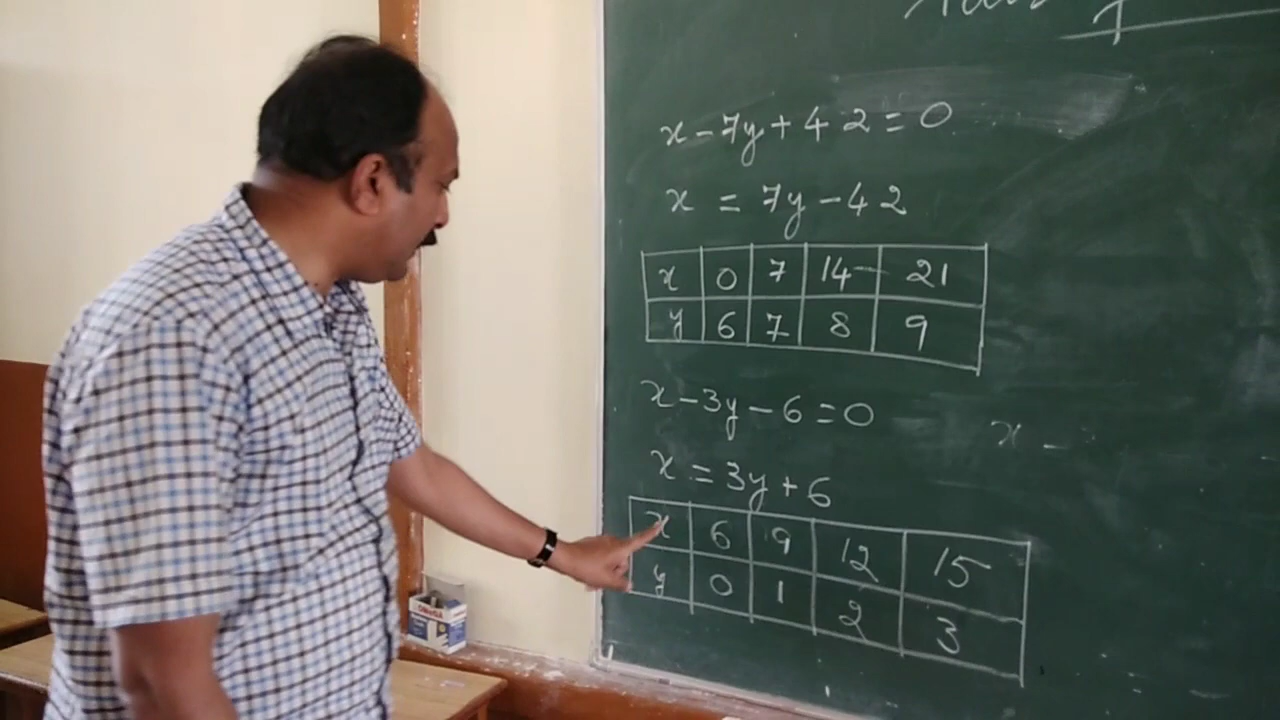 x - 7y + 42 = 0
x = 7y - 42
x 0 7 14 21
y 6 7 8 9
x - 3y - 6 = 0
x -
x = 3y + 6
x 6 9 12 15
y 0 1 2 3